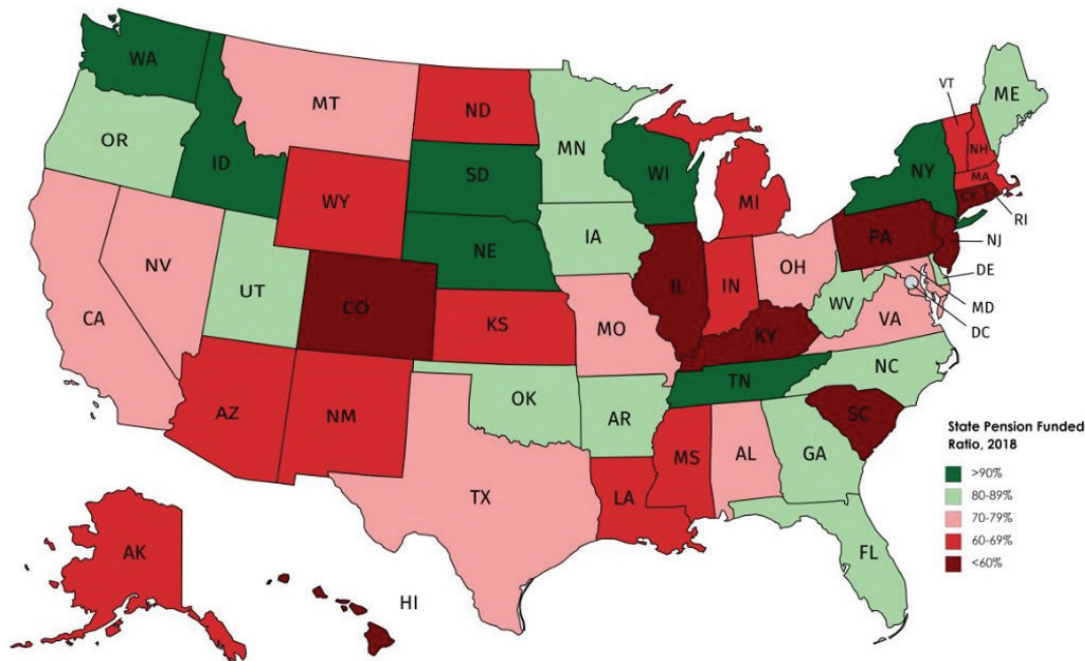 WA
MT
ND
VT
ME
OR
ID
MN
NH
SD
WI
NY
MA
WY
MI
CT
RI
NE
IA
PA
NJ
NV
UT
OH
DE
CA
CO
IL
IN
WV
MD
KS
MO
VA
DC
KY
NC
TN
AZ
NM
OK
AR
SC
State Pension Funded
Ratio, 2018
MS
AL
GA
>90%
TX
LA
80-89%
70-79%
60-69%
AK
FL
<60%
HI